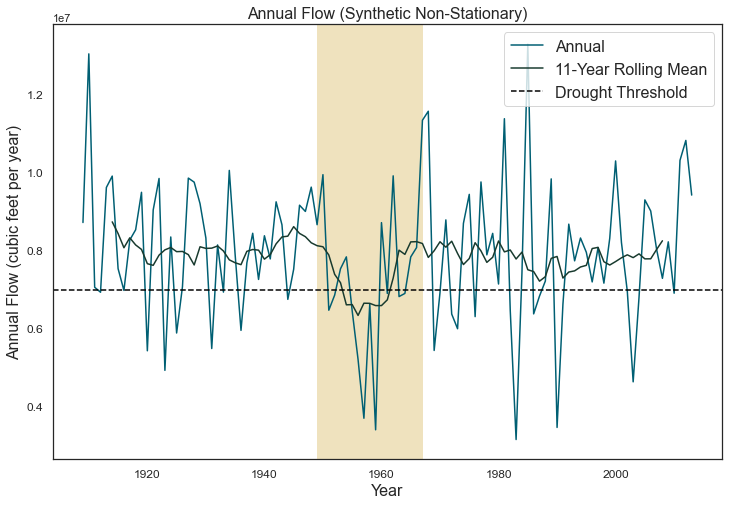 Annual Flow (Synthetic Non-Stationary)
1e7
Annual
11-Year Rolling Mean
Drought Threshold
1.2
1.0
0.8
0.6
0.4
Annual Flow (cubic feet per year)
1920
1940
1960
1980
2000
Year